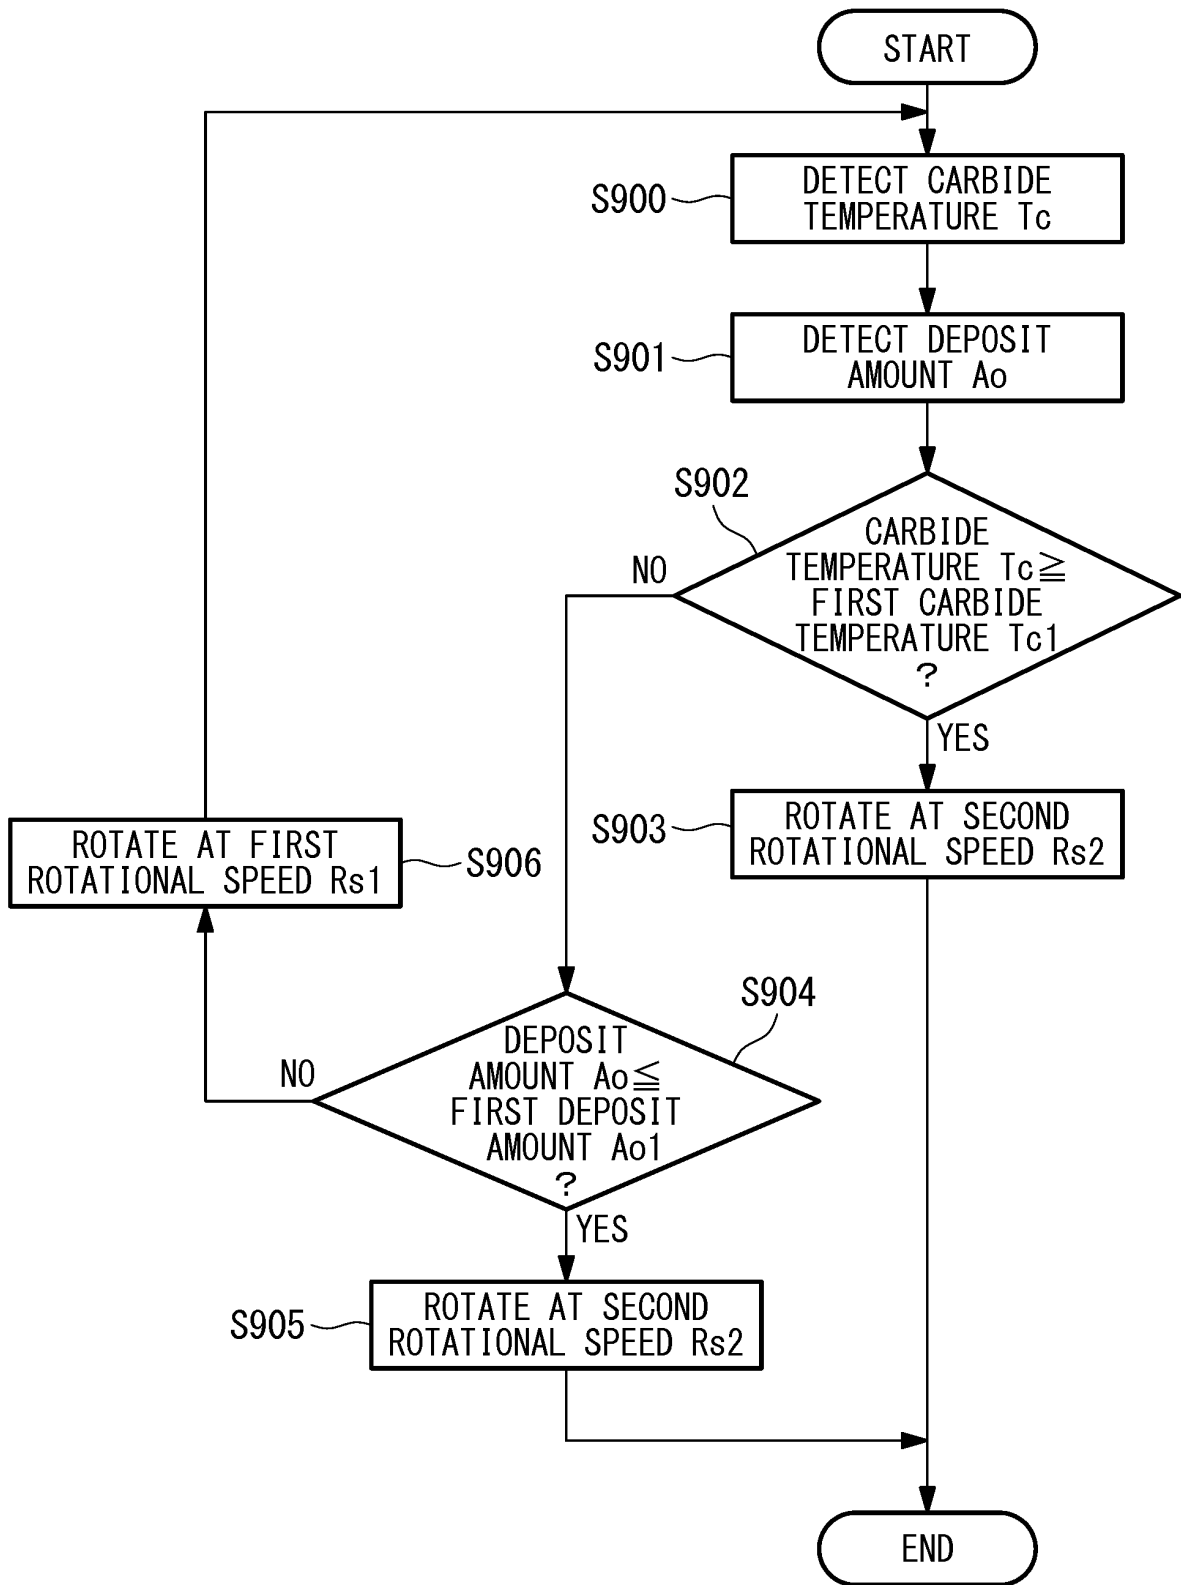 START
S900
DETECT CARBIDE
TEMPERATURE Tc
S901
DETECT DEPOSIT
AMOUNT Ao
S902
CARBIDE
TEMPERATURE Tc≧
FIRST CARBIDE
TEMPERATURE Tc1
?
NO
YES
S903
ROTATE AT SECOND
ROTATIONAL SPEED Rs2
ROTATE AT FIRST
ROTATIONAL SPEED Rs1
S906
S904
DEPOSIT
AMOUNT Ao≦
FIRST DEPOSIT
AMOUNT Ao1
?
NO
YES
S905
ROTATE AT SECOND
ROTATIONAL SPEED Rs2
END